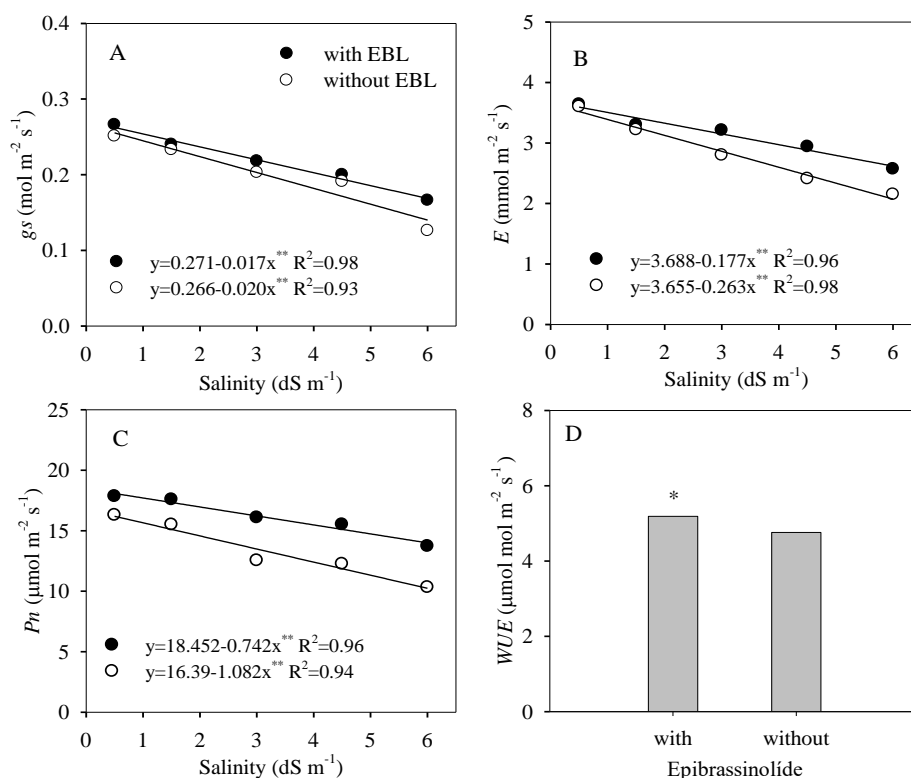 A
with EBL
without EBL
0.4
0.3
0.2
0.1
0.0
gs (mol m⁻² s⁻¹)
y=0.271-0.017x** R²=0.98
y=0.266-0.020x** R²=0.93
0 1 2 3 4 5 6
Salinity (dS m⁻¹)
B
5
4
3
2
1
0
E (mmol m⁻² s⁻¹)
y=3.688-0.177x** R²=0.96
y=3.655-0.263x** R²=0.98
0 1 2 3 4 5 6
Salinity (dS m⁻¹)
C
25
20
15
10
5
0
Pn (µmol m⁻² s⁻¹)
y=18.452-0.742x** R²=0.96
y=16.39-1.082x** R²=0.94
0 1 2 3 4 5 6
Salinity (dS m⁻¹)
D
8
6
4
2
0
WUE (µmol mol m⁻² s⁻¹)
*
with without
Epibrassinolíde